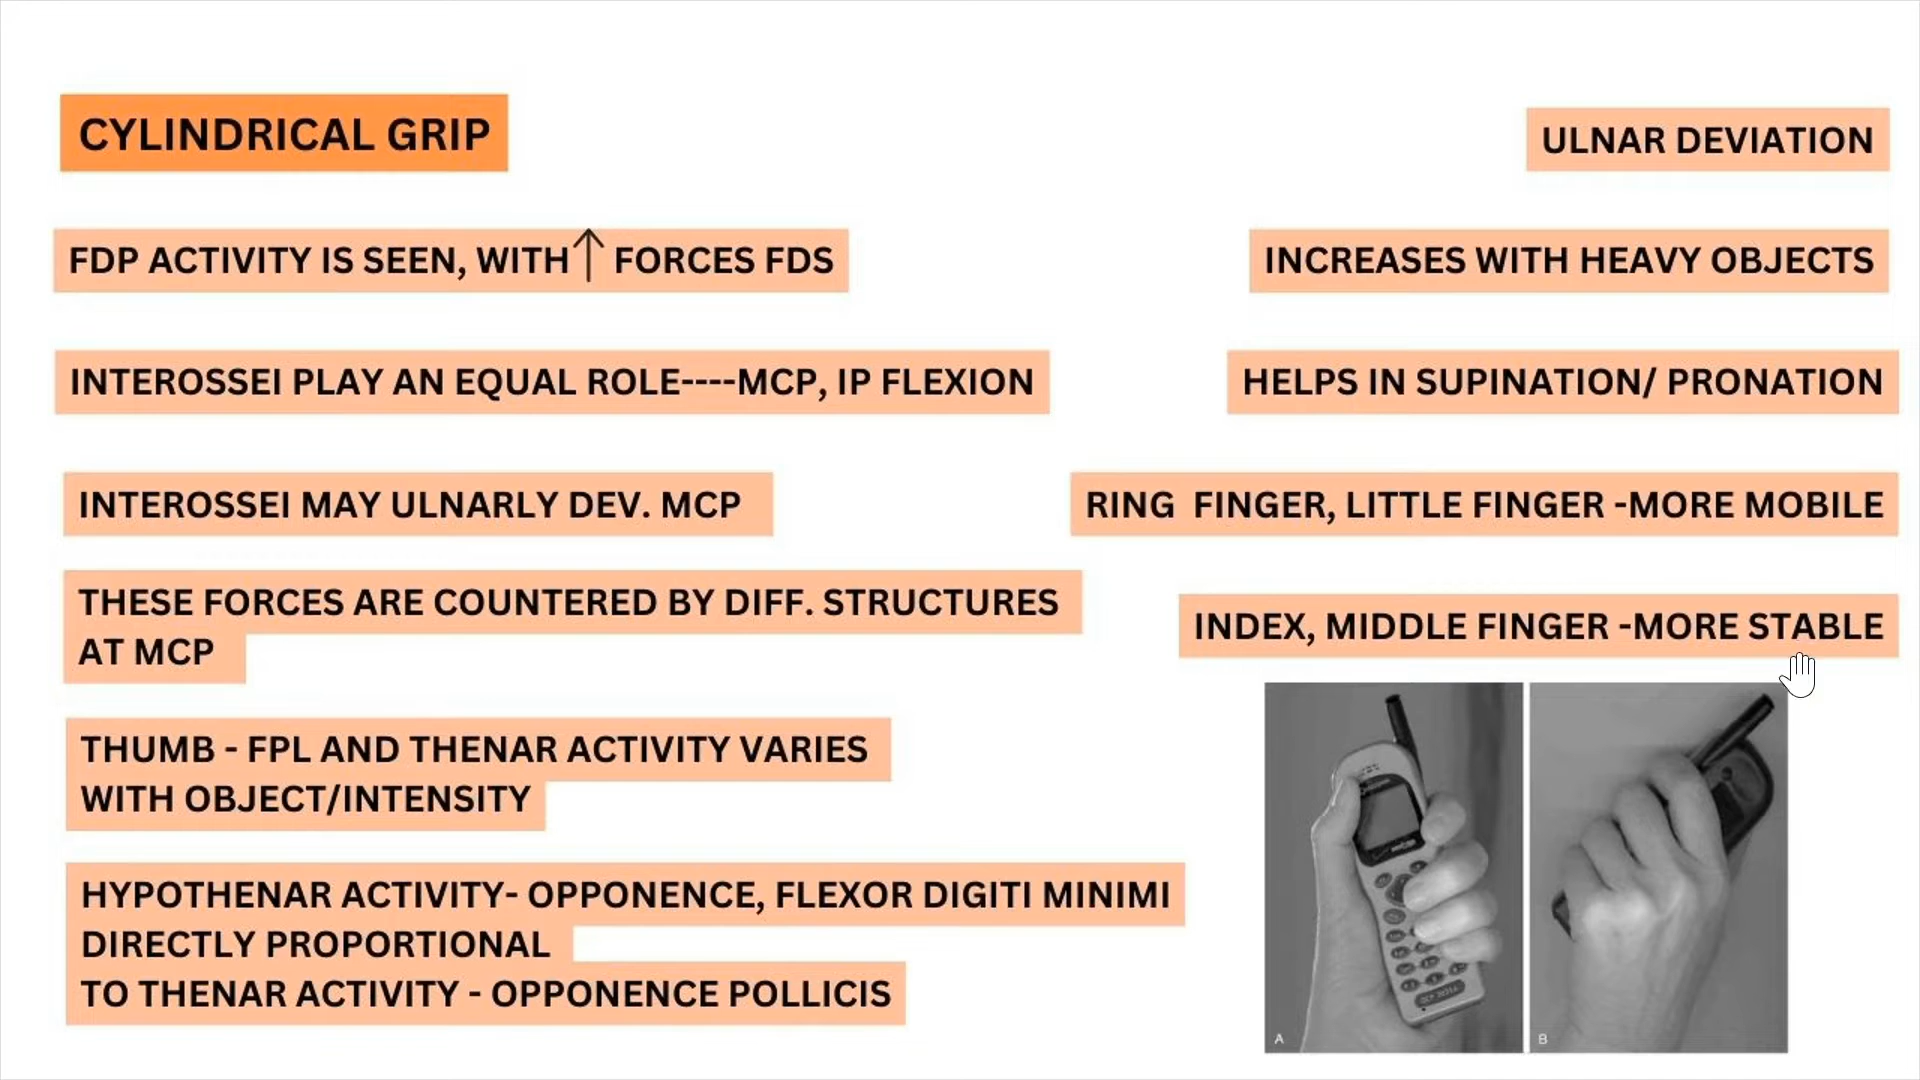 CYLINDRICAL GRIP
FDP ACTIVITY IS SEEN, WITH ↑ FORCES FDS
INTEROSSEI PLAY AN EQUAL ROLE----MCP, IP FLEXION
INTEROSSEI MAY ULNARLY DEV. MCP
THESE FORCES ARE COUNTERED BY DIFF. STRUCTURES
AT MCP
THUMB - FPL AND THENAR ACTIVITY VARIES
WITH OBJECT/INTENSITY
HYPOTHENAR ACTIVITY- OPPONENCE, FLEXOR DIGITI MINIMI
DIRECTLY PROPORTIONAL
TO THENAR ACTIVITY - OPPONENCE POLLICIS
ULNAR DEVIATION
INCREASES WITH HEAVY OBJECTS
HELPS IN SUPINATION/ PRONATION
RING  FINGER, LITTLE FINGER -MORE MOBILE
INDEX, MIDDLE FINGER -MORE STABLE
A
B